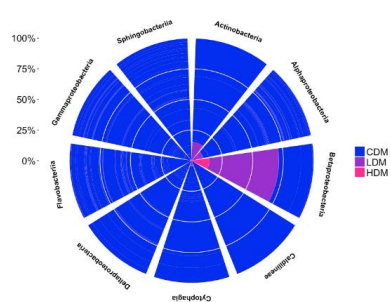 Sphingobacteriia
Actinobacteria
100%
75%
50%
25%
0%
Gammaproteobacteria
Alphaproteobacteria
Flavobacteriia
Betaproteobacteria
Deltaproteobacteria
Caldilineae
Cytophagia
CDM
LDM
HDM